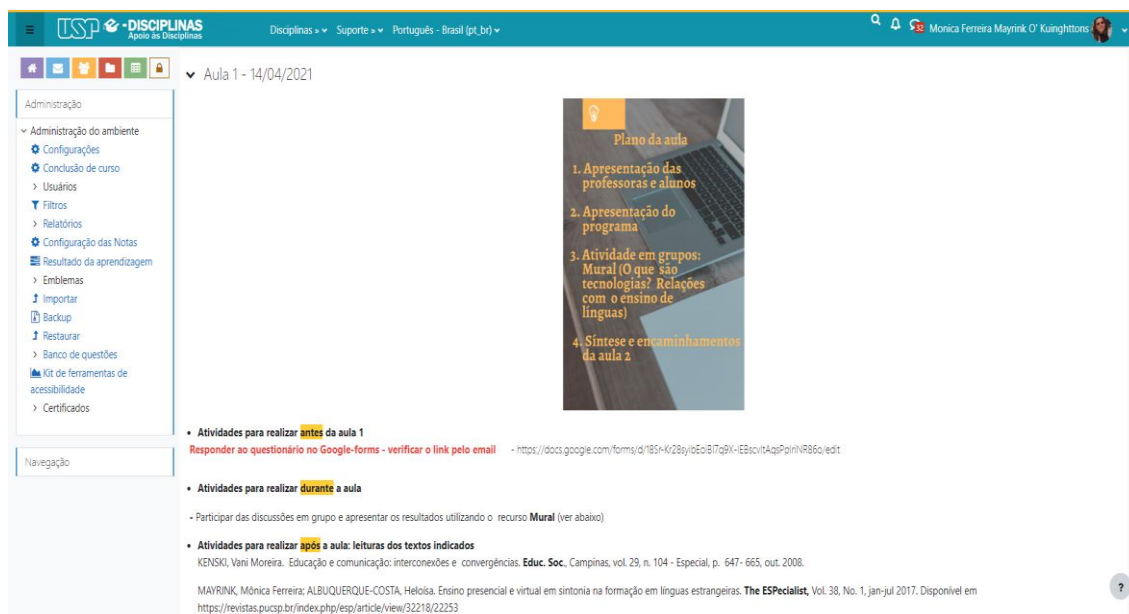 USP e-DISCIPLINAS
Apoio às Disciplinas
Disciplinas »
Suporte »
Português - Brasil (pt_br)
32
Monica Ferreira Mayrink O' Kuinghttons
Administração
Administração do ambiente
Configurações
Conclusão de curso
Usuários
Filtros
Relatórios
Configuração das Notas
Resultado da aprendizagem
Emblemas
Importar
Backup
Restaurar
Banco de questões
Kit de ferramentas de
acessibilidade
Certificados
Navegação
Aula 1 - 14/04/2021
Plano da aula
1. Apresentação das
professoras e alunos
2. Apresentação do
programa
3. Atividade em grupos:
Mural (O que são
tecnologias? Relações
com o ensino de
línguas)
4. Síntese e encaminhamentos
da aula 2
• Atividades para realizar antes da aula 1
Responder ao questionário no Google-forms - verificar o link pelo email
• Atividades para realizar durante a aula
- Participar das discussões em grupo e apresentar os resultados utilizando o recurso Mural (ver abaixo)
• Atividades para realizar após a aula: leituras dos textos indicados
KENSKI, Vani Moreira. Educação e comunicação: interconexões e convergências. Educ. Soc., Campinas, vol. 29, n. 104 - Especial, p. 647- 665, out. 2008.
MAYRINK, Mônica Ferreira; ALBUQUERQUE-COSTA, Heloísa. Ensino presencial e virtual em sintonia na formação em línguas estrangeiras. The ESPecialist, Vol. 38, No. 1, jan-jul 2017. Disponível em
https://revistas.pucsp.br/index.php/esp/article/view/32218/22253
?